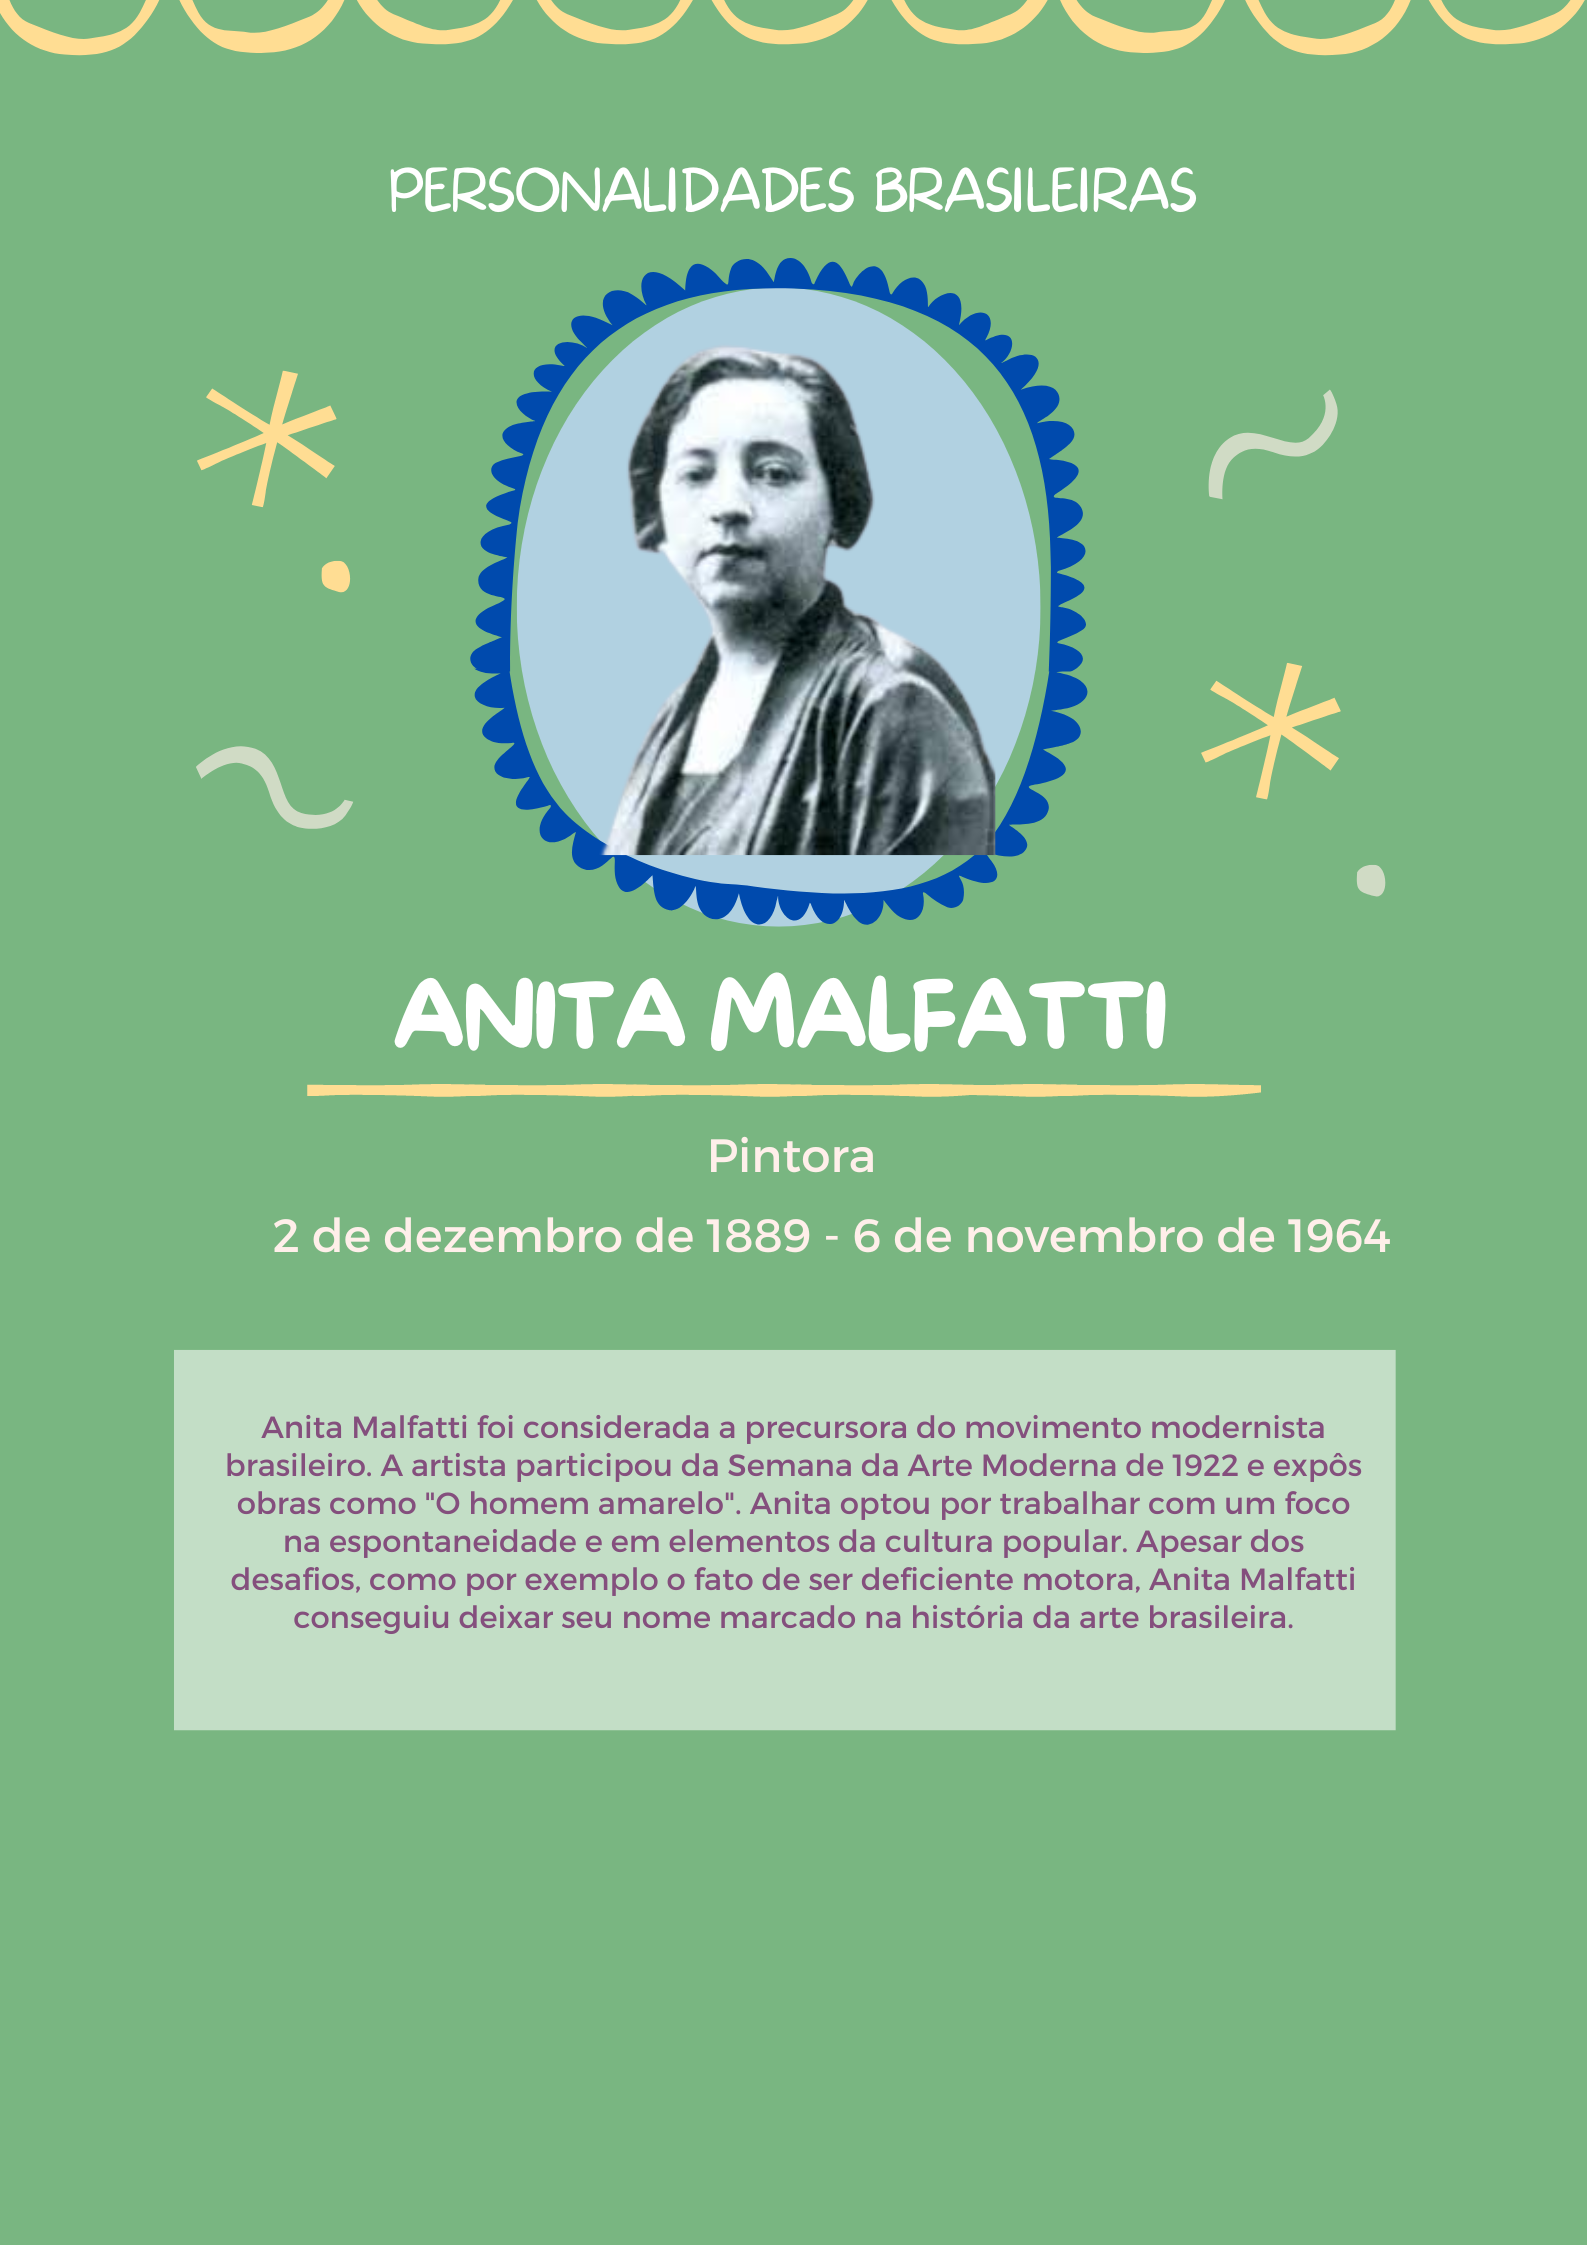 PERSONALIDADES BRASILEIRAS
ANITA MALFATTI
Pintora
2 de dezembro de 1889 - 6 de novembro de 1964
Anita Malfatti foi considerada a precursora do movimento modernista
brasileiro. A artista participou da Semana da Arte Moderna de 1922 e expôs
obras como "O homem amarelo". Anita optou por trabalhar com um foco
na espontaneidade e em elementos da cultura popular. Apesar dos
desafios, como por exemplo o fato de ser deficiente motora, Anita Malfatti
conseguiu deixar seu nome marcado na história da arte brasileira.